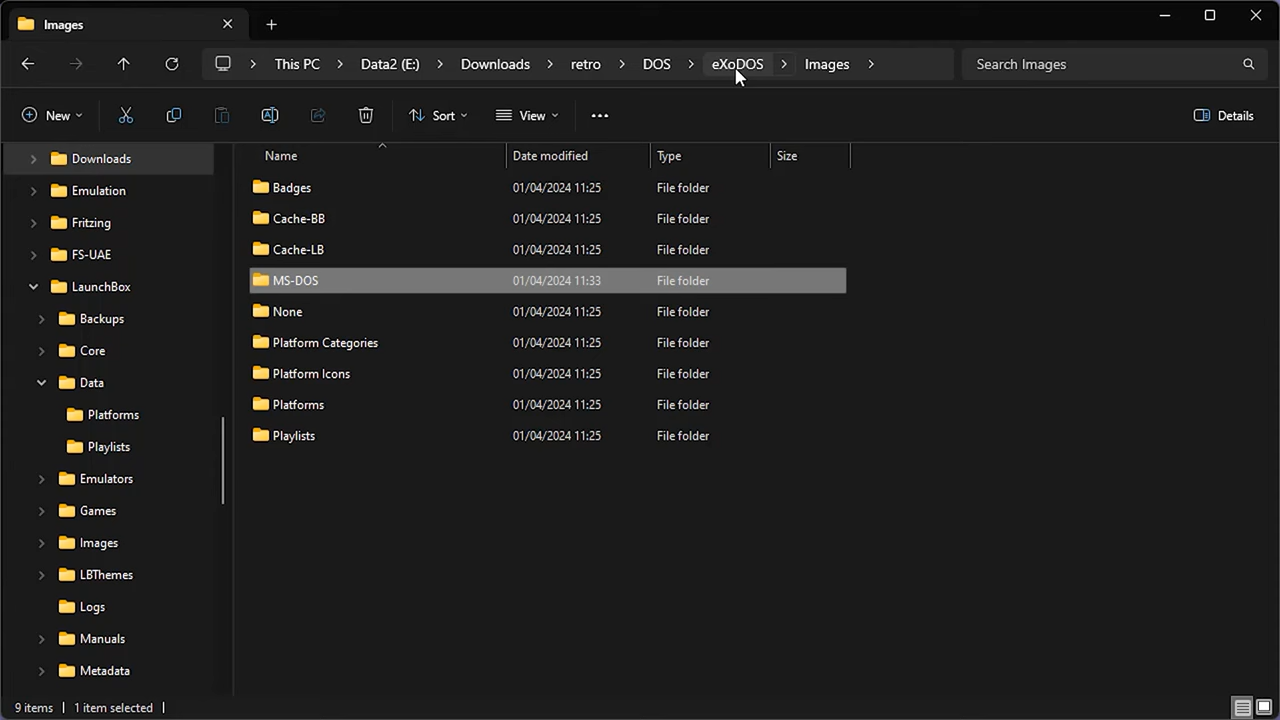 Images
This PC Data2 (E:) Downloads retro DOS eXoDOS Images Search Images
New Sort View Details
Name Date modified Type Size
Downloads
Emulation
Fritzing
FS-UAE
LaunchBox
Backups
Core
Data
Platforms
Playlists
Emulators
Games
Images
LBThemes
Logs
Manuals
Metadata
Badges 01/04/2024 11:25 File folder
Cache-BB 01/04/2024 11:25 File folder
Cache-LB 01/04/2024 11:25 File folder
MS-DOS 01/04/2024 11:33 File folder
None 01/04/2024 11:25 File folder
Platform Categories 01/04/2024 11:25 File folder
Platform Icons 01/04/2024 11:25 File folder
Platforms 01/04/2024 11:25 File folder
Playlists 01/04/2024 11:25 File folder
9 items 1 item selected